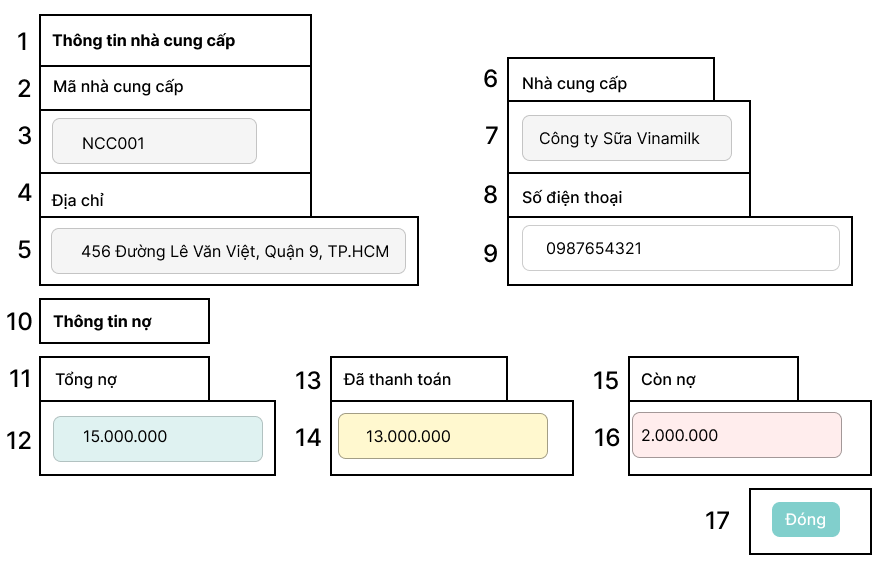 1 Thông tin nhà cung cấp
2 Mã nhà cung cấp
3 NCC001
4 Địa chỉ
5 456 Đường Lê Văn Việt, Quận 9, TP.HCM
6 Nhà cung cấp
7 Công ty Sữa Vinamilk
8 Số điện thoại
9 0987654321
10 Thông tin nợ
11 Tổng nợ
12 15.000.000
13 Đã thanh toán
14 13.000.000
15 Còn nợ
16 2.000.000
17 Đóng